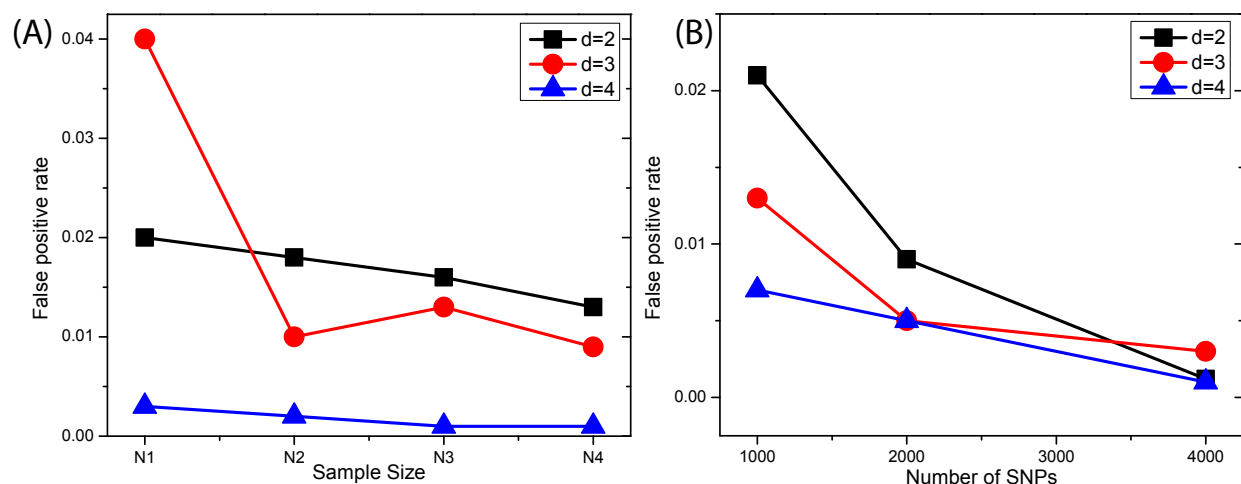 (A)
False positive rate
0.04
0.03
0.02
0.01
0.00
N1 N2 N3 N4
Sample Size
d=2
d=3
d=4
(B)
False positive rate
0.02
0.01
0.00
1000 2000 3000 4000
Number of SNPs
d=2
d=3
d=4